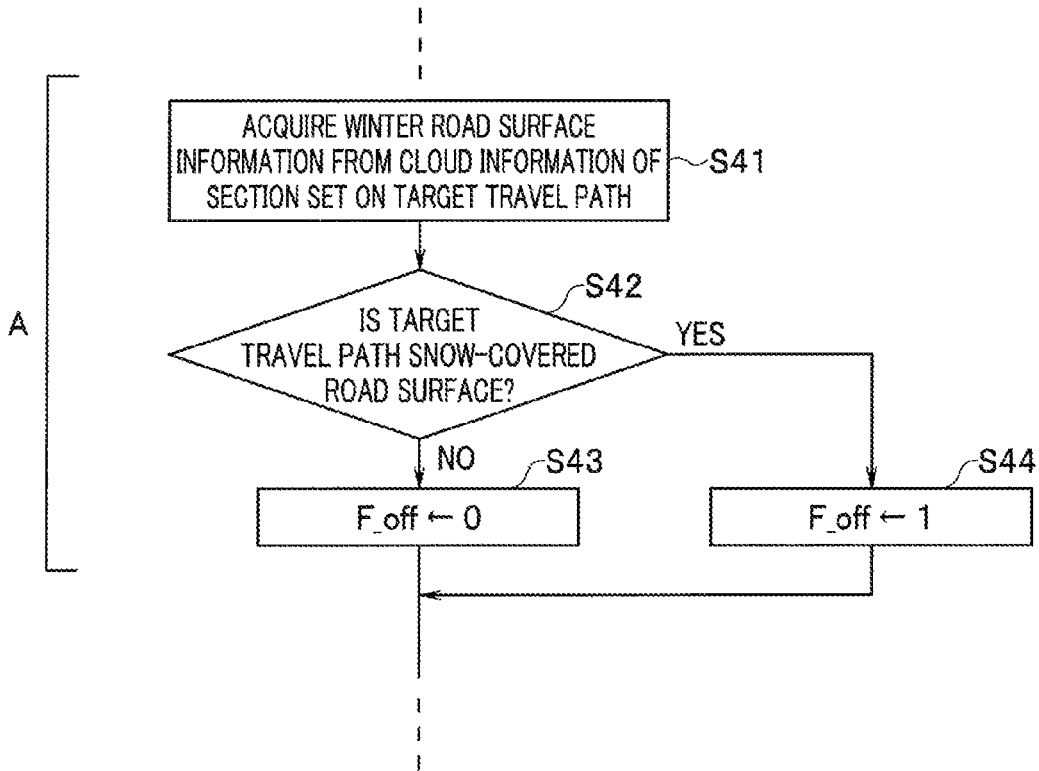 ACQUIRE WINTER ROAD SURFACE
INFORMATION FROM CLOUD INFORMATION OF
SECTION SET ON TARGET TRAVEL PATH
S41
S42
A
IS TARGET
TRAVEL PATH SNOW-COVERED
ROAD SURFACE?
YES
NO
S43
S44
F_off ← 0
F_off ← 1